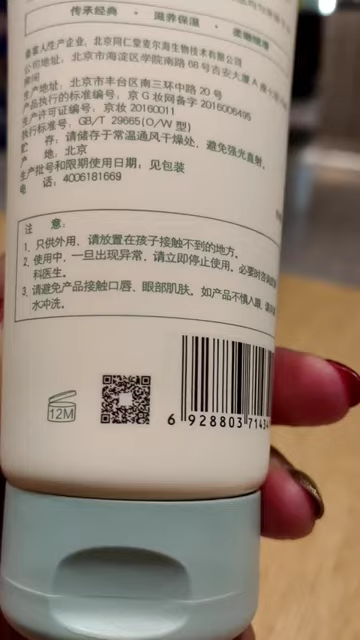 传承经典 · 滋养保湿 · 柔嫩细滑
备案人生产企业：北京同仁堂麦尔海生物技术有限公司
公司地址：北京市海淀区学院南路68号吉安大厦A
生产地址：北京市丰台区南三环中路20号
产品执行的标准编号：京G妆网备字2016006495
生产许可证编号：京妆20160011
执行标准号：GB/T 29665(O/W型)
贮 存：请储存于常温通风干燥处，避免强光直射。
产 地：北京
生产批号和限期使用日期：见包装
电 话：4006181669
注 意：
1、只供外用，请放置在孩子接触不到的地方。
2、使用中，一旦出现异常，请立即停止使用，必要时咨询
科医生。
3、请避免产品接触口唇、眼部肌肤。如产品不慎入眼，
水冲洗。
12M
6 928803 7143